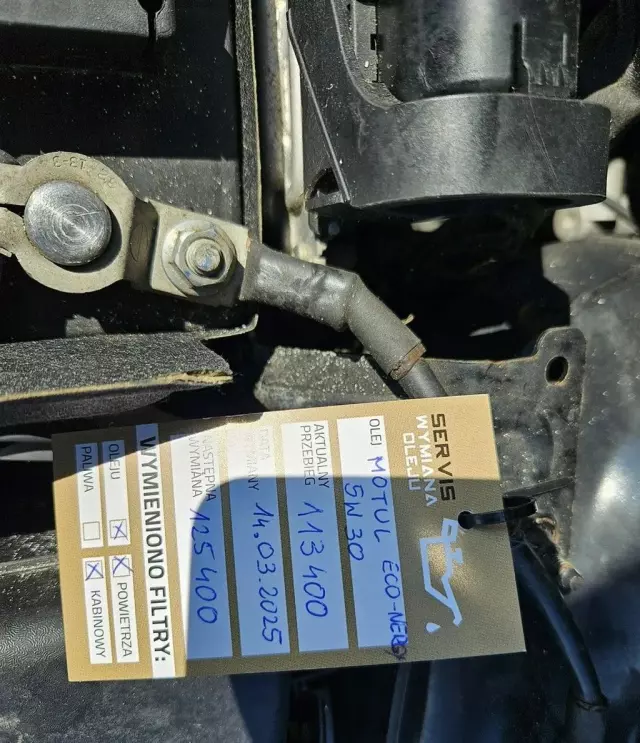 SERVIS
WYMIANA
OLEJU
OLEJ MOTUL ECO-NERGY
5W30
AKTUALNY
PRZEBIEG 113400
DATA
WYMIANY 14.03.2025
NASTĘPNA
WYMIANA 125400
WYMIENIONO FILTRY:
OLEJU POWIETRZA
PALIWA KABINOWY